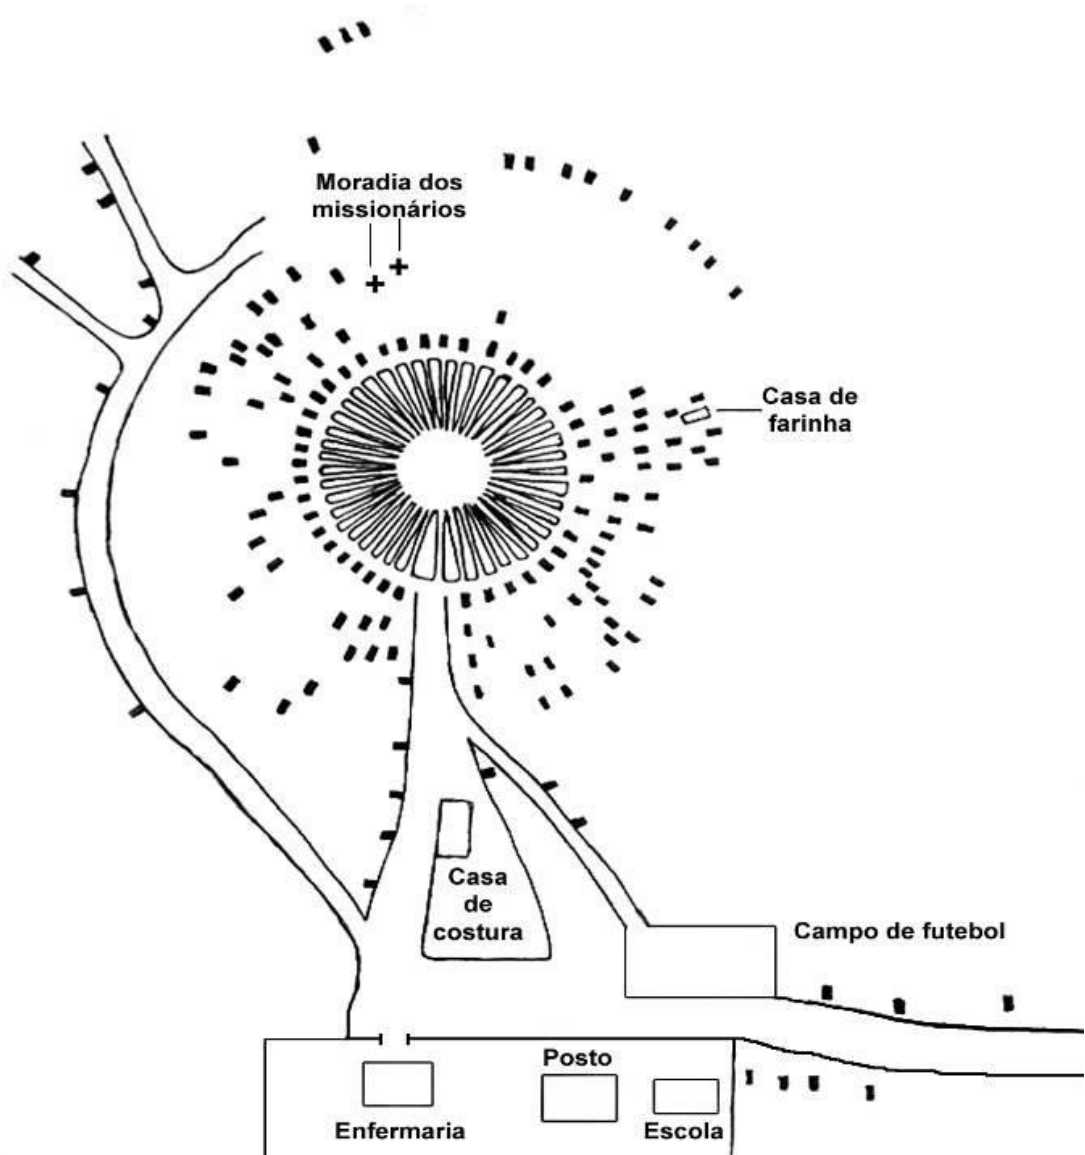 Moradia dos
missionários
Casa de
farinha
Casa
de
costura
Campo de futebol
Posto
Enfermaria
Escola